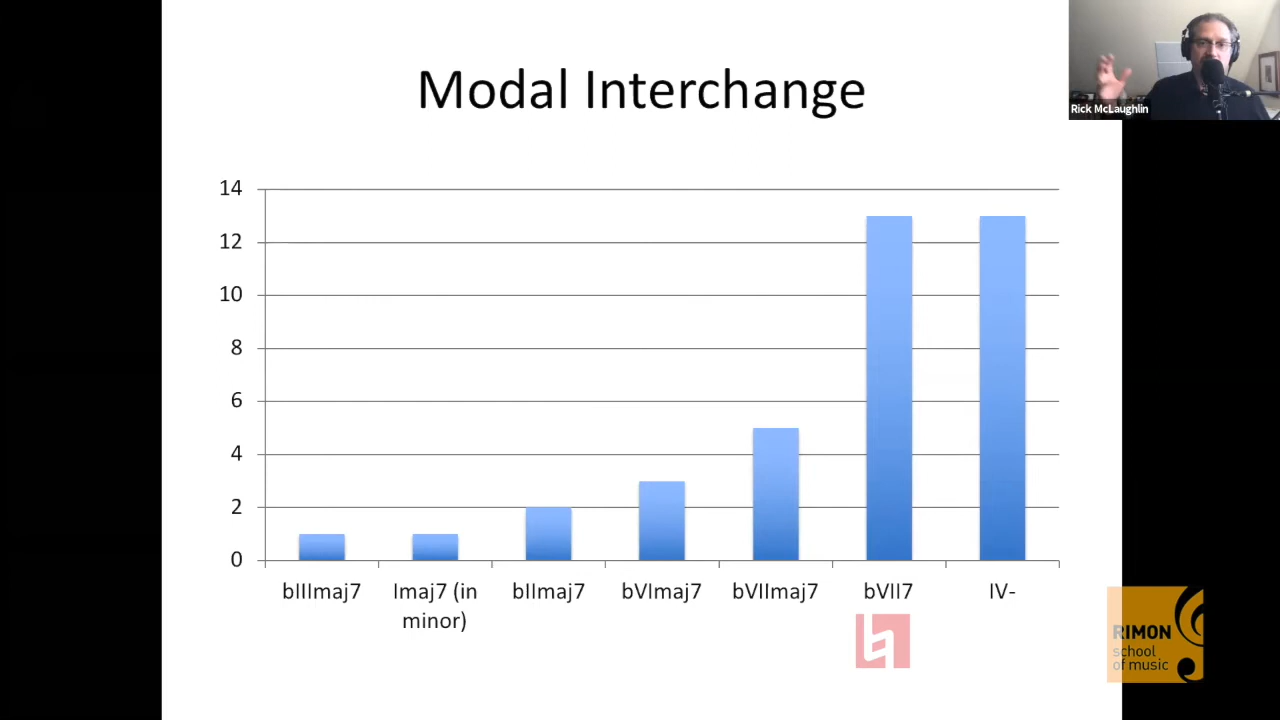 Modal Interchange
Rick McLaughlin
14
12
10
8
6
4
2
0
bIIImaj7
Imaj7 (in
minor)
bIImaj7
bVImaj7
bVIImaj7
bVII7
IV-
RIMON
school
of music